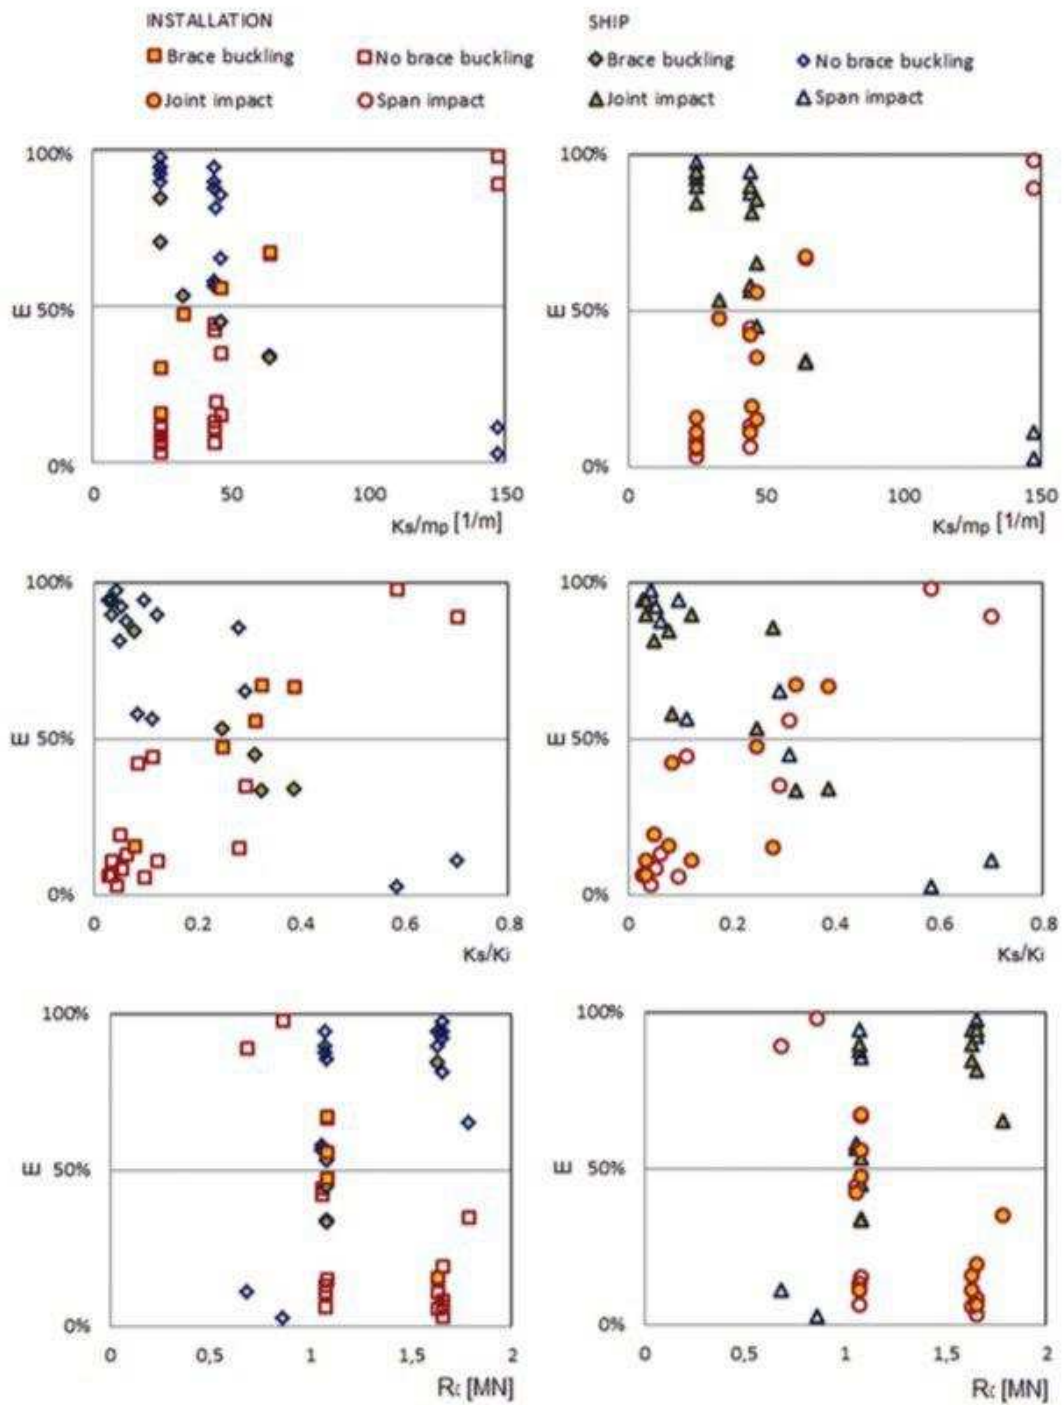 INSTALLATION SHIP
Brace buckling No brace buckling Brace buckling No brace buckling
Joint impact Span impact Joint impact Span impact
100% 100%
E 50% E 50%
0% 0%
0 50 100 150 0 50 100 150
Ks/mp [1/m] Ks/mp [1/m]
100% 100%
E 50% E 50%
0% 0%
0 0.2 0.4 0.6 0.8 0 0.2 0.4 0.6 0.8
Ks/Ki Ks/Ki
100% 100%
E 50% E 50%
0% 0%
0 0,5 1 1,5 2 0 0,5 1 1,5 2
[MN] [MN]